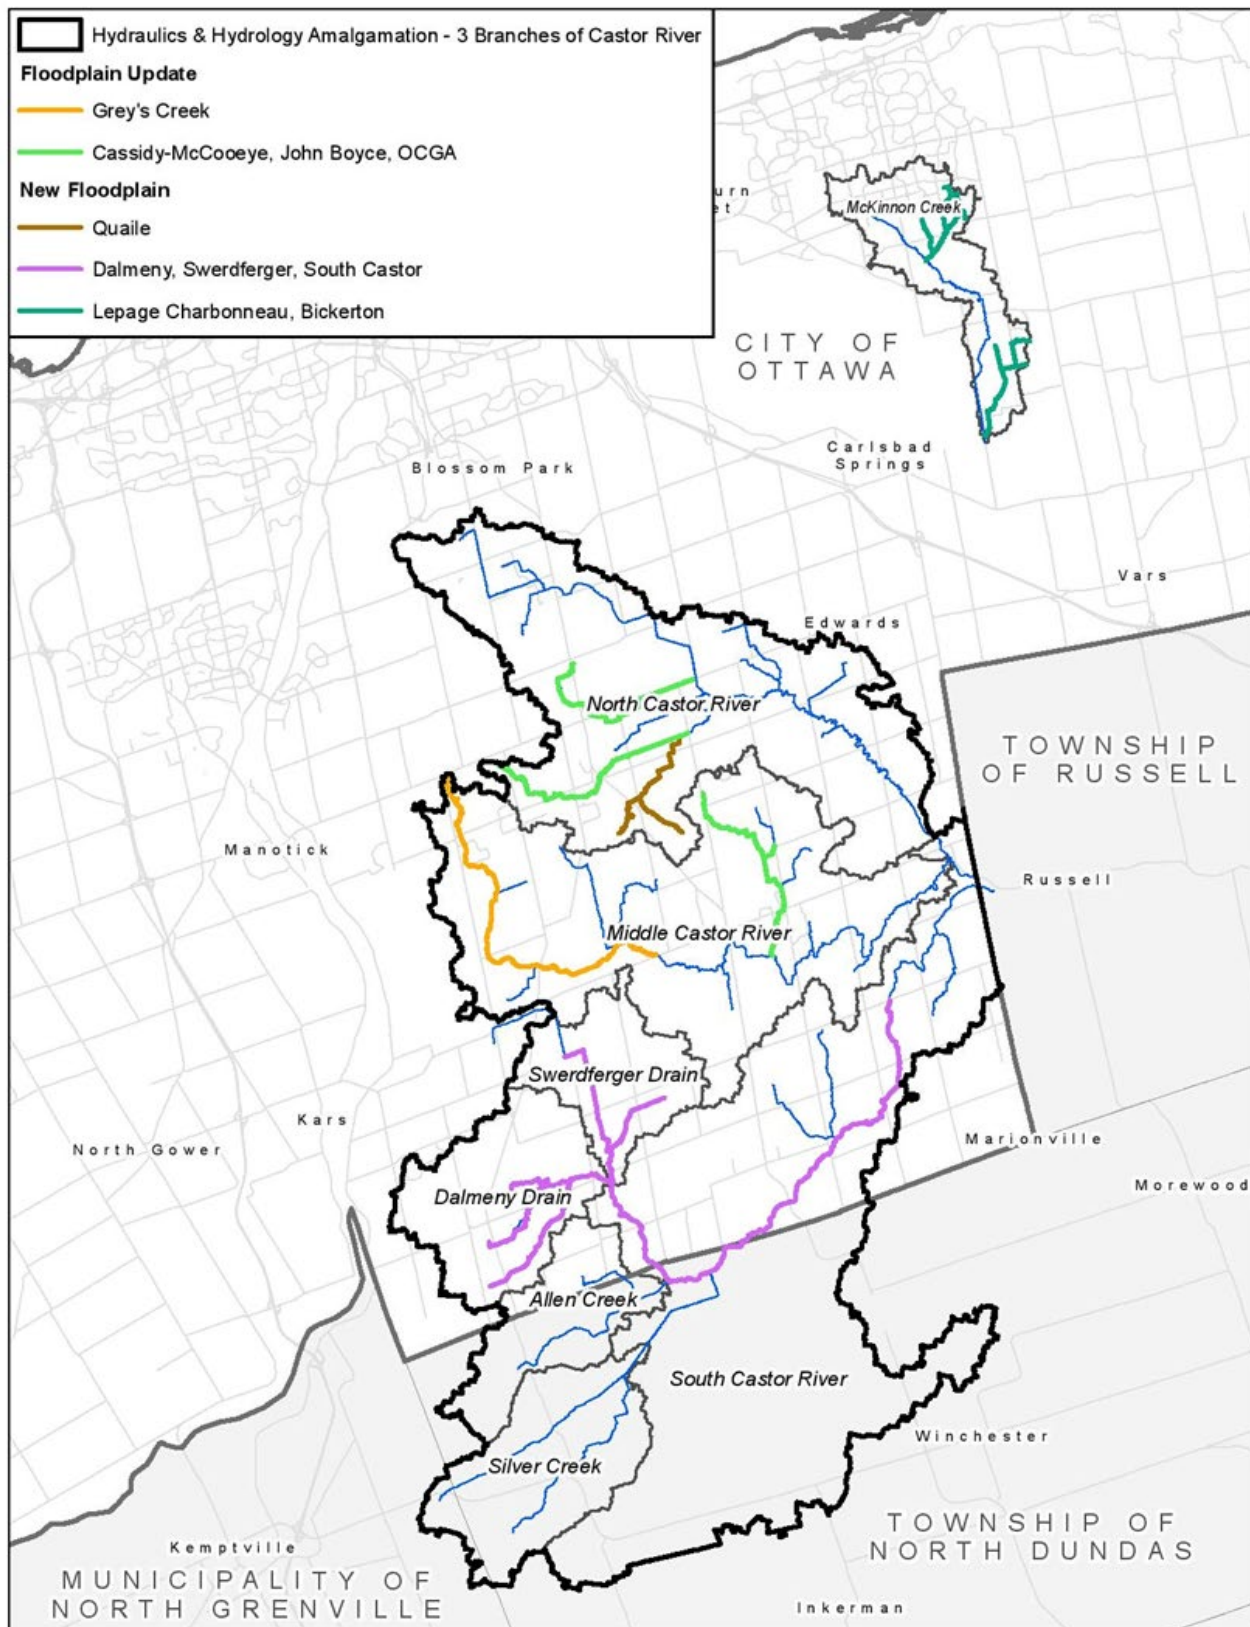 Hydraulics & Hydrology Amalgamation - 3 Branches of Castor River
Floodplain Update
Grey's Creek
Cassidy-McCooeye, John Boyce, OCGA
New Floodplain
Quaile
Dalmeny, Swerdferger, South Castor
Lepage Charbonneau, Bickerton
urn
et
McKinnon Creek
CITY OF
OTTAWA
Carlsbad
Springs
Blossom Park
Vars
Edwards
North Castor River
TOWNSHIP
OF RUSSELL
Manotick
Russell
Middle Castor River
Swerdferger Drain
Kars
North Gower
Marionville
Morewood
Dalmeny Drain
Allen Creek
South Castor River
Winchester
Silver Creek
TOWNSHIP OF
NORTH DUNDAS
Kemptville
MUNICIPALITY OF
NORTH GRENVILLE
Inkerman